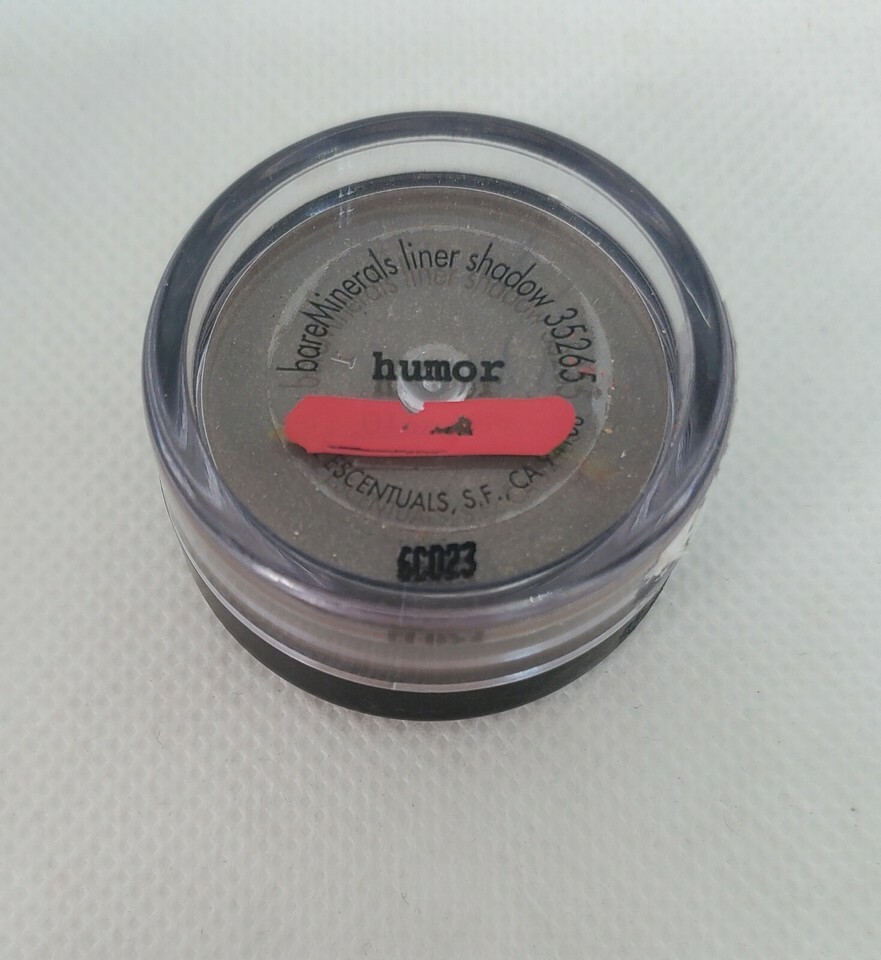 bareMinerals liner shadow 35265
humor
ESCENTUALS, S.F., CA
6C023